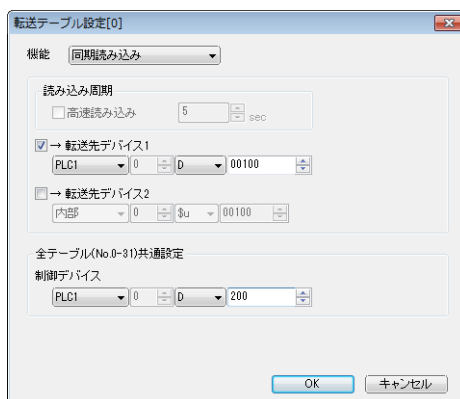 転送テーブル設定[0]
機能 同期読み込み
読み込み周期
高速読み込み 5 sec
→ 転送先デバイス1
PLC1 0 D 00100
→ 転送先デバイス2
内部 0 $u 00100
全テーブル(No.0-31)共通設定
制御デバイス
PLC1 0 D 200
OK キャンセル